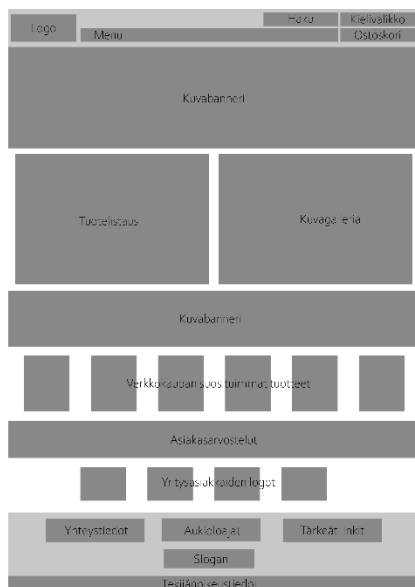 Logo
Haku
Kielivalikko
Menu
Ostoskori
Kuvabanneri
Tuotelistaus
Kuvagalleria
Kuvabanneri
Verkkokaupan suosituimmat tuotteet
Asiakasarvostelut
Yritysasiakkaiden logot
Yhteystiedot
Aukioloajat
Tärkeät linkit
Slogan
Tekijänoikeustiedot